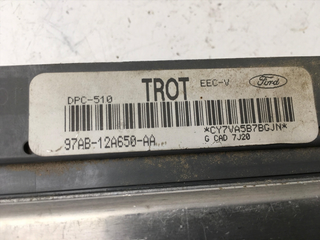 TROT EEC-V Ford
DPC-510
97AB-12A650-AA
*CY7VA5B7BGJN*
G CAD 7J20